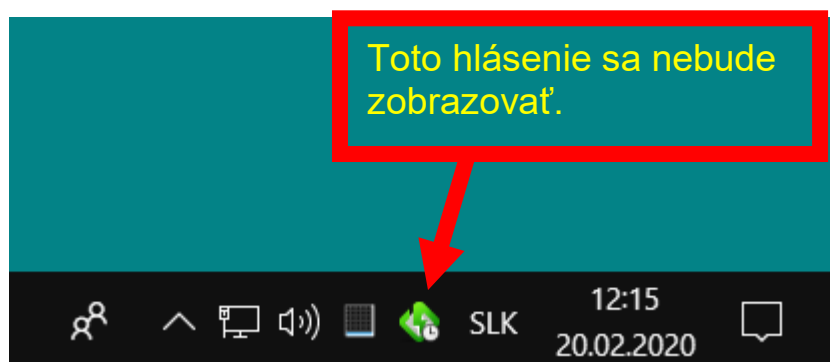 Toto hlásenie sa nebude
zobrazovať.
SLK
12:15
20.02.2020